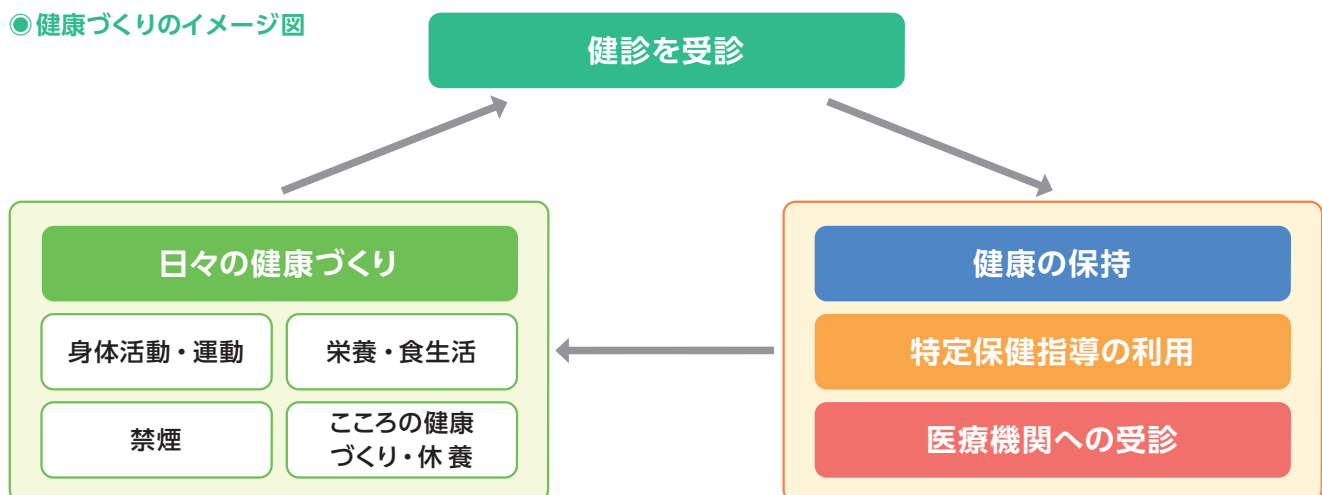 ◉健康づくりのイメージ図
健診を受診
日々の健康づくり
身体活動・運動
栄養・食生活
禁煙
こころの健康
づくり・休養
健康の保持
特定保健指導の利用
医療機関への受診